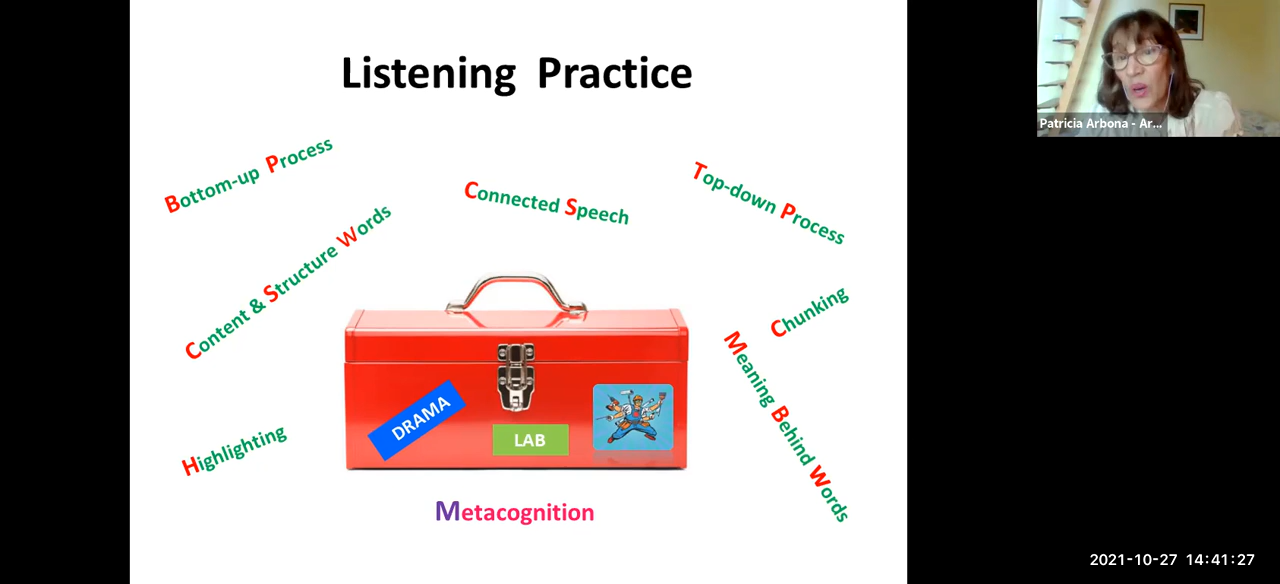 Listening Practice
Bottom-up Process
Connected Speech
Top-down Process
Content & Structure Words
Chunking
Meaning Behind Words
Highlighting
DRAMA
LAB
Metacognition
Patricia Arbona - Ar...
2021-10-27 14:41:27